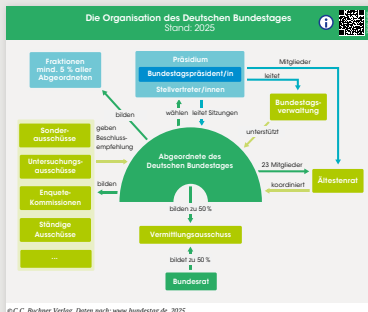 Die Organisation des Deutschen Bundestages
Stand: 2025
Fraktionen
mind. 5 % aller
Abgeordneten
Präsidium
Bundestagspräsident/in
Stellvertreter/innen
Mitglieder
leitet
Bundestags-
verwaltung
bilden
wählen
leitet Sitzungen
unterstützt
Sonder-
ausschüsse
geben
Beschluss-
empfehlung
Untersuchungs-
ausschüsse
Abgeordnete des
Deutschen Bundestages
23 Mitglieder
Ältestenrat
koordiniert
bilden
Enquete-
Kommissionen
Ständige
Ausschüsse
...
bilden zu 50 %
Vermittlungsausschuss
bildet zu 50 %
Bundesrat
© C.C. Buchner Verlag, Daten nach: www.bundestag.de, 2025